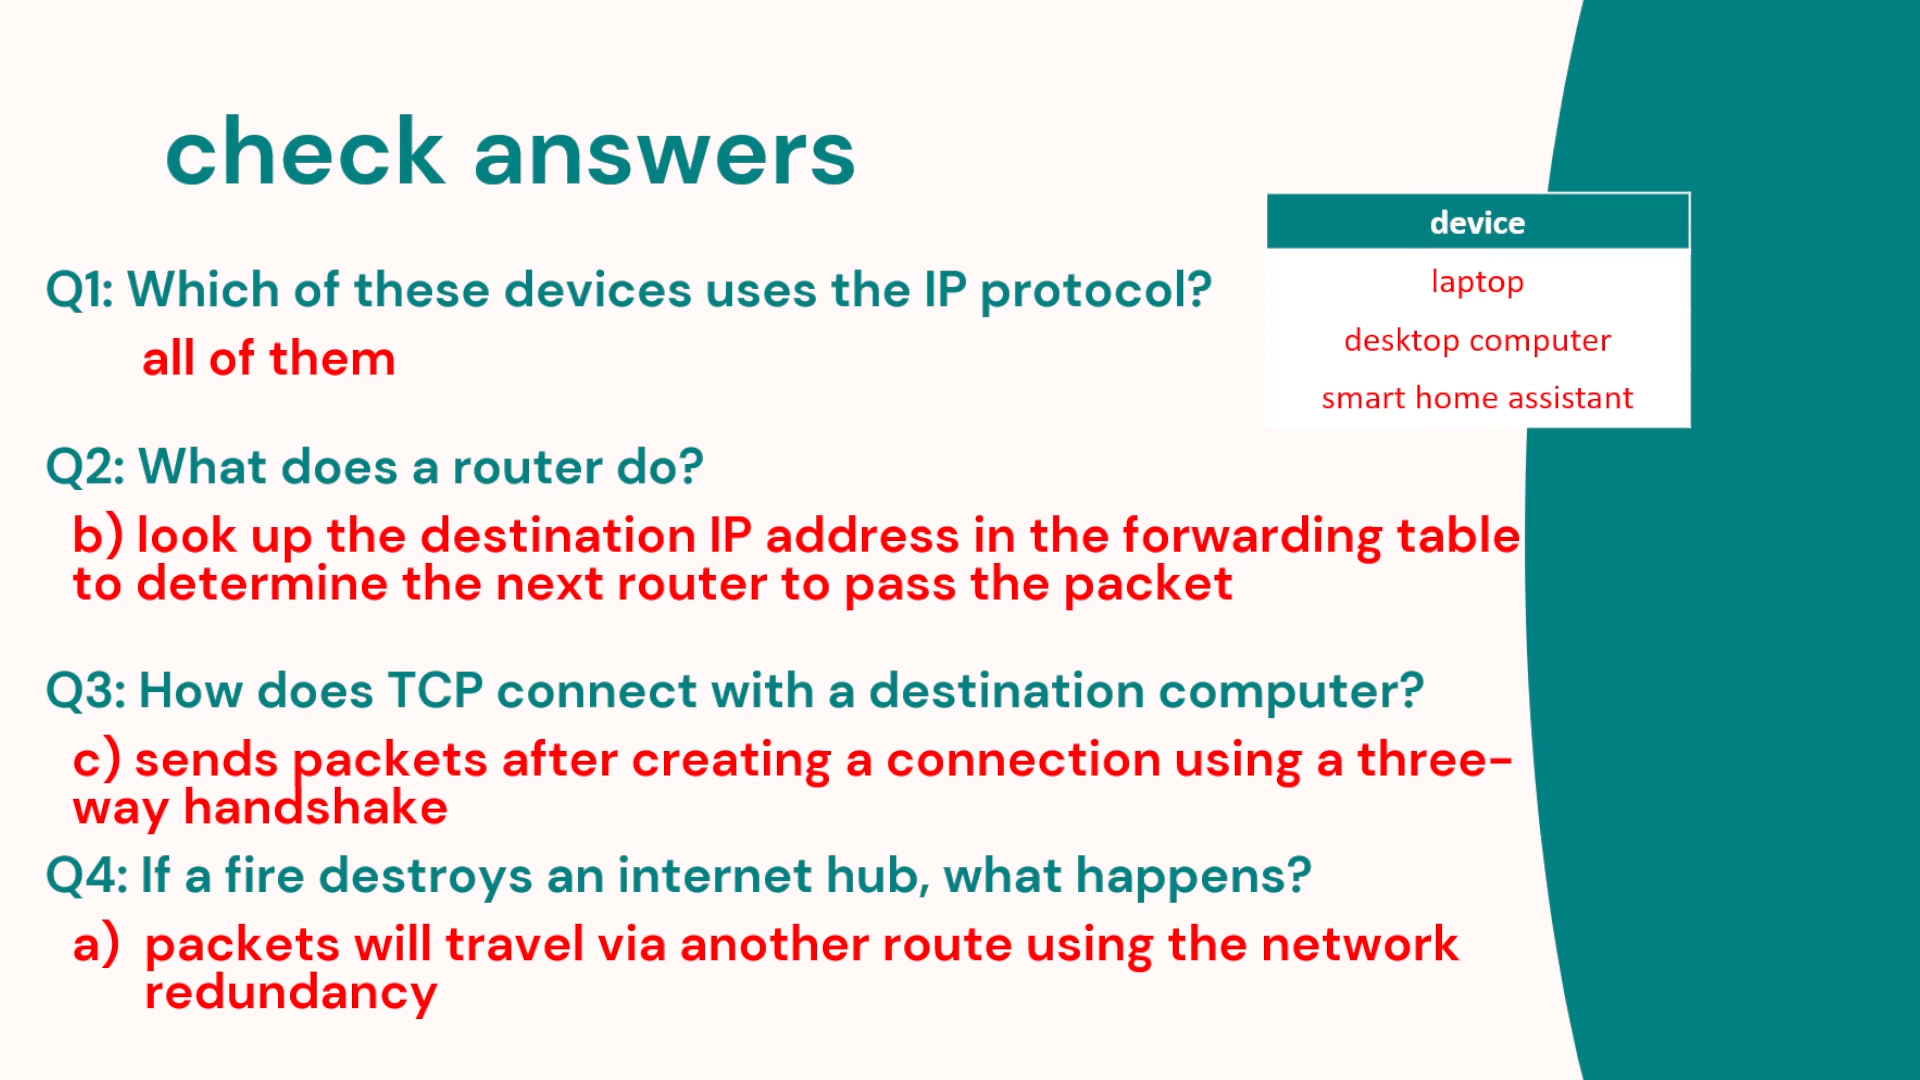 check answers
device
Q1: Which of these devices uses the IP protocol?
laptop
all of them
desktop computer
smart home assistant
Q2: What does a router do?
b) look up the destination IP address in the forwarding table
to determine the next router to pass the packet
Q3: How does TCP connect with a destination computer?
c) sends packets after creating a connection using a three-
way handshake
Q4: If a fire destroys an internet hub, what happens?
a) packets will travel via another route using the network
redundancy